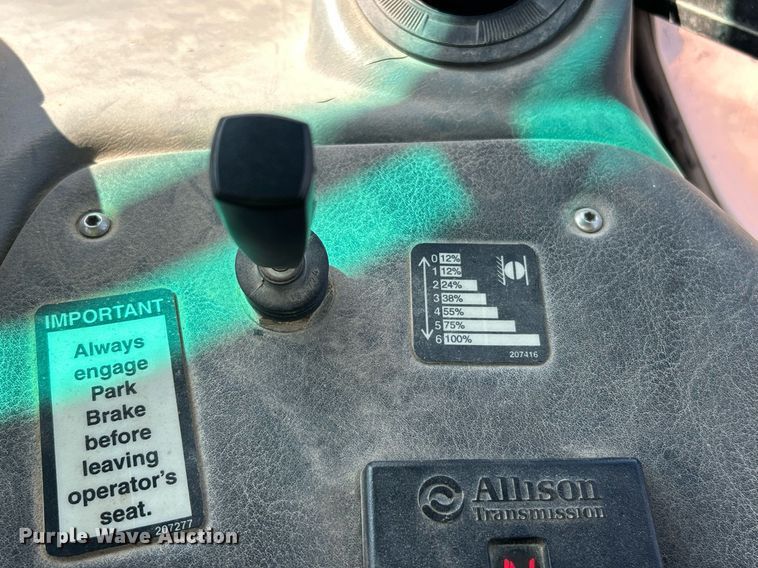 IMPORTANT
Always
engage
Park
Brake
before
leaving
operator's
seat.
207277
0 12%
1 12%
2 24%
3 38%
4 55%
5 75%
6 100%
207416
Allison
Transmission
Purple Wave Auction